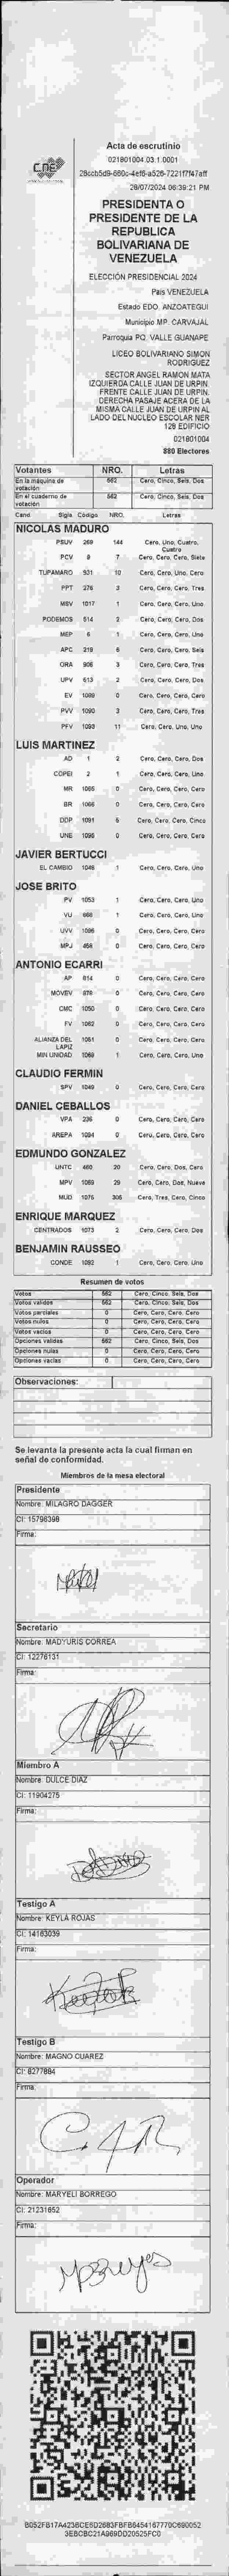 Acta de escrutinio
021801004.03.1.0001
28/07/2024 06:39:21 PM
CNE
PRESIDENTA O
PRESIDENTE DE LA
REPUBLICA
BOLIVARIANA DE
VENEZUELA
ELECCIÓN PRESIDENCIAL 2024
País VENEZUELA
Estado EDO. ANZOATEGUI
Municipio MP. CARVAJAL
Parroquia PQ. VALLE GUANAPE
LICEO BOLIVARIANO SIMON
RODRIGUEZ
SECTOR ANGEL RAMON MATA
IZQUIERDA CALLE JUAN DE URPIN.
FRENTE CALLE JUAN DE URPIN.
DERECHA PASAJE ACERA DE LA
MISMA CALLE JUAN DE URPIN AL
LADO DEL NUCLEO ESCOLAR NER
128 EDIFICIO
021801004
880 Electores
Votantes NRO. Letras
En la máquina de votación 562 Cero, Cinco, Seis, Dos
En el cuaderno de votación 562 Cero, Cinco, Seis, Dos
Cand. Siglo Código NRO. Letras
NICOLAS MADURO
PSUV 269 144 Cero, Uno, Cuatro, Cuatro
PCV 9 7 Cero, Cero, Cero, Siete
TUPAMARO 931 10 Cero, Cero, Uno, Cero
PPT 276 3 Cero, Cero, Cero, Tres
MSV 1017 1 Cero, Cero, Cero, Uno
PODEMOS 514 2 Cero, Cero, Cero, Dos
MEP 6 1 Cero, Cero, Cero, Uno
APC 219 6 Cero, Cero, Cero, Seis
ORA 906 3 Cero, Cero, Cero, Tres
UPV 613 2 Cero, Cero, Cero, Dos
EV 1099 0 Cero, Cero, Cero, Cero
PVV 1090 3 Cero, Cero, Cero, Tres
PFV 1093 11 Cero, Cero, Uno, Uno
LUIS MARTINEZ
AD 1 2 Cero, Cero, Cero, Dos
COPEI 2 1 Cero, Cero, Cero, Uno
MR 1085 0 Cero, Cero, Cero, Cero
BR 1066 0 Cero, Cero, Cero, Cero
DDP 1091 5 Cero, Cero, Cero, Cinco
UNE 1095 0 Cero, Cero, Cero, Cero
JAVIER BERTUCCI
EL CAMBIO 1046 1 Cero, Cero, Cero, Uno
JOSE BRITO
PV 1053 1 Cero, Cero, Cero, Uno
VU 668 1 Cero, Cero, Cero, Uno
UVV 1096 0 Cero, Cero, Cero, Cero
MPJ 458 0 Cero, Cero, Cero, Cero
ANTONIO ECARRI
AP 814 0 Cero, Cero, Cero, Cero
MOVEV 976 0 Cero, Cero, Cero, Cero
CMC 1050 0 Cero, Cero, Cero, Cero
FV 1062 0 Cero, Cero, Cero, Cero
ALIANZA DEL LAPIZ 1081 0 Cero, Cero, Cero, Cero
MIN UNIDAD 1069 1 Cero, Cero, Cero, Uno
CLAUDIO FERMIN
SPV 1049 0 Cero, Cero, Cero, Cero
DANIEL CEBALLOS
VPA 236 0 Cero, Cero, Cero, Cero
AREPA 1094 0 Cero, Cero, Cero, Cero
EDMUNDO GONZALEZ
UNTC 460 20 Cero, Cero, Dos, Cero
MPV 1089 29 Cero, Cero, Dos, Nueve
MUD 1075 305 Cero, Tres, Cero, Cinco
ENRIQUE MARQUEZ
CENTRADOS 1073 2 Cero, Cero, Cero, Dos
BENJAMIN RAUSSEO
CONDE 1092 1 Cero, Cero, Cero, Uno
Resumen de votos
Votos 562 Cero, Cinco, Seis, Dos
Votos validos 562 Cero, Cinco, Seis, Dos
Votos parciales 0 Cero, Cero, Cero, Cero
Votos nulos 0 Cero, Cero, Cero, Cero
Votos vacíos 0 Cero, Cero, Cero, Cero
Opciones validas 562 Cero, Cinco, Seis, Dos
Opciones nulas 0 Cero, Cero, Cero, Cero
Opciones vacías 0 Cero, Cero, Cero, Cero
Observaciones:
Se levanta la presente acta la cual firman en
señal de conformidad.
Miembros de la mesa electoral
Presidente
Nombre: MILAGRO DAGGER
CI: 15798398
Firma:
Secretario
Nombre: MADYURIS CORREA
CI: 12276131
Firma:
Miembro A
Nombre: DULCE DIAZ
CI: 11904275
Firma:
Testigo A
Nombre: KEYLA ROJAS
CI: 14163039
Firma:
Testigo B
Nombre: MAGNO CUAREZ
CI: 8277884
Firma:
Operador
Nombre: MARYELI BORREGO
CI: 21231652
Firma: